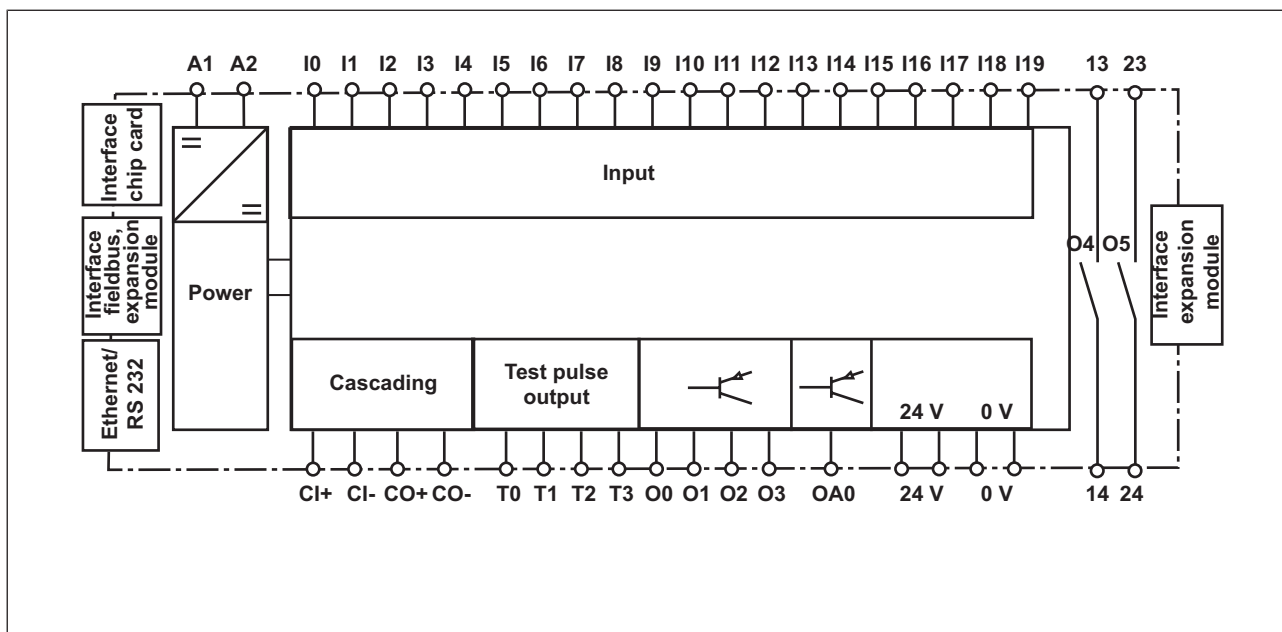 A1 A2 I0 I1 I2 I3 I4 I5 I6 I7 I8 I9 I10 I11 I12 I13 I14 I15 I16 I17 I18 I19 13 23
Interface
chip card
Interface
fieldbus,
expansion
module
Ethernet/
RS 232
Power
Input
O4 O5
Interface
expansion
module
Cascading
Test pulse
output
24 V 0 V
CI+ CI- CO+ CO- T0 T1 T2 T3 O0 O1 O2 O3 OA0 24 V 0 V 14 24